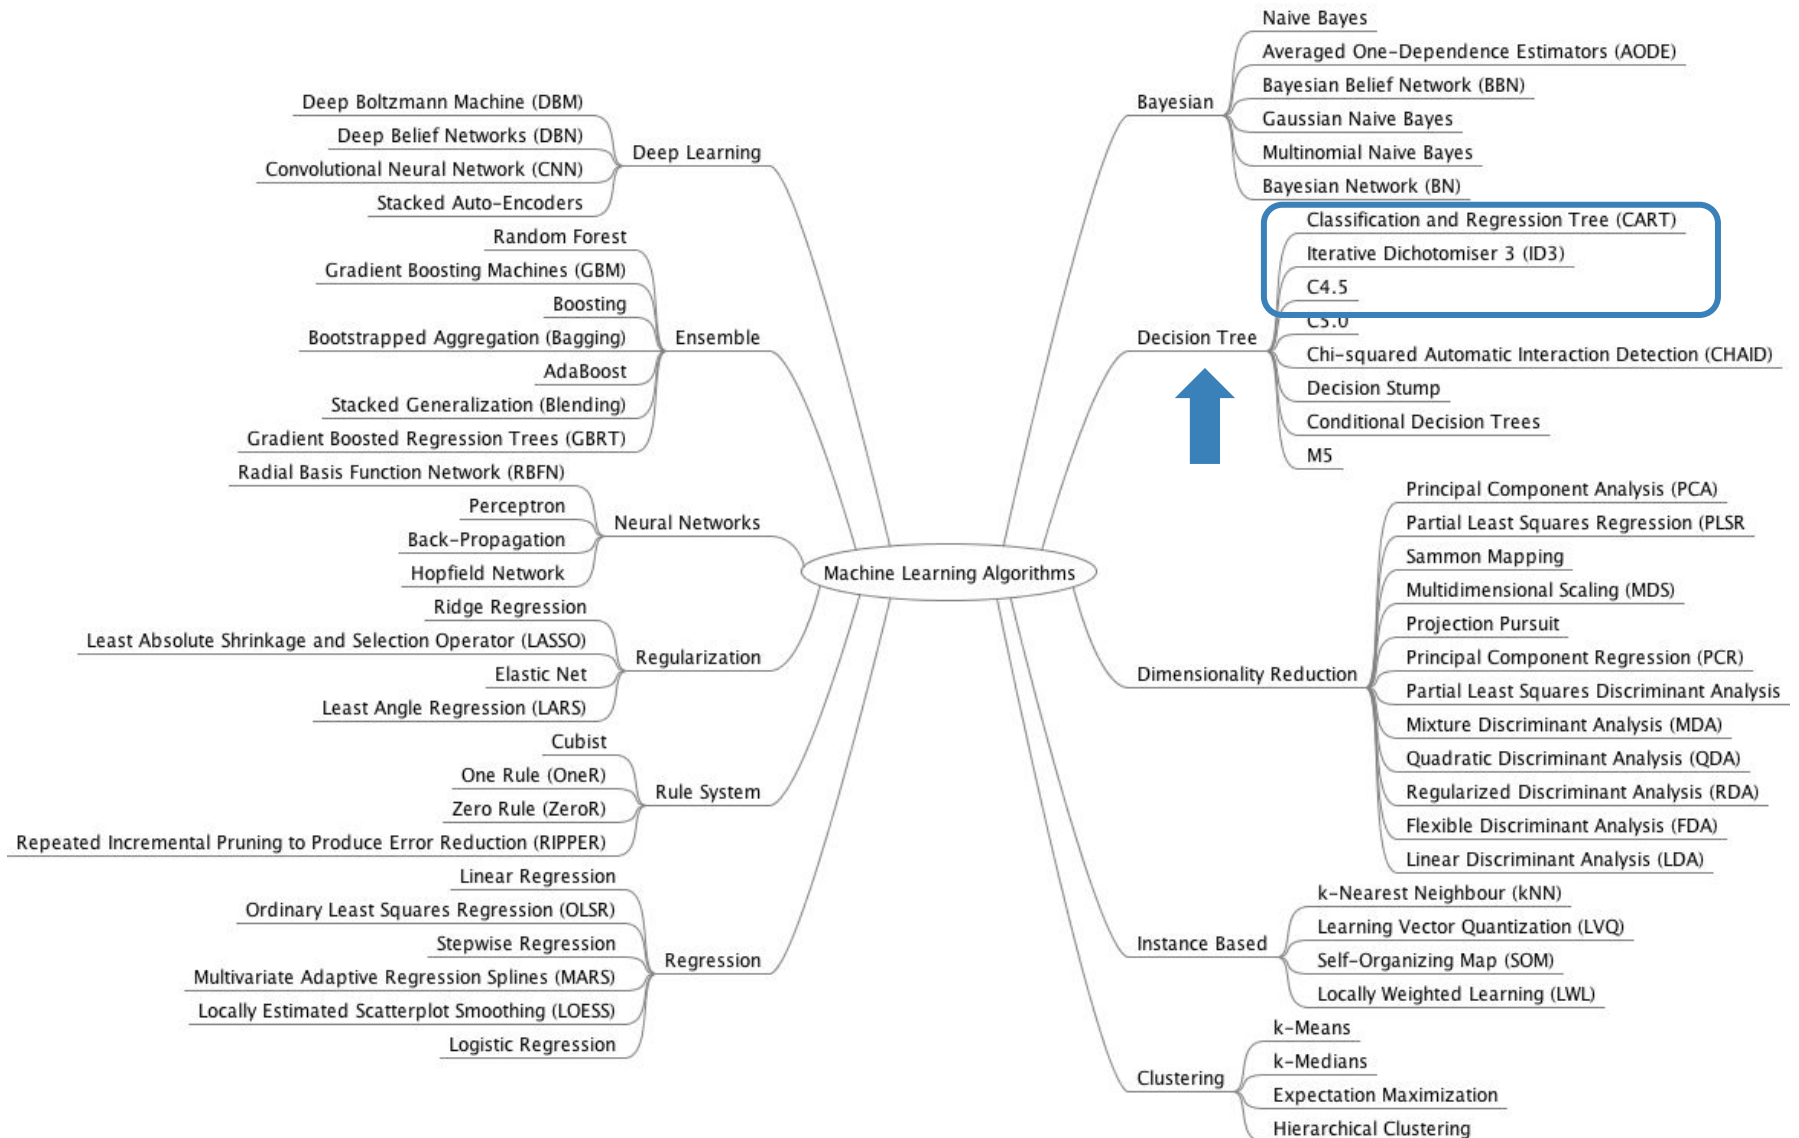 Machine Learning Algorithms
Deep Learning
Deep Boltzmann Machine (DBM)
Deep Belief Networks (DBN)
Convolutional Neural Network (CNN)
Stacked Auto-Encoders
Ensemble
Random Forest
Gradient Boosting Machines (GBM)
Boosting
Bootstrapped Aggregation (Bagging)
AdaBoost
Stacked Generalization (Blending)
Gradient Boosted Regression Trees (GBRT)
Neural Networks
Radial Basis Function Network (RBFN)
Perceptron
Back-Propagation
Hopfield Network
Regularization
Ridge Regression
Least Absolute Shrinkage and Selection Operator (LASSO)
Elastic Net
Least Angle Regression (LARS)
Rule System
Cubist
One Rule (OneR)
Zero Rule (ZeroR)
Repeated Incremental Pruning to Produce Error Reduction (RIPPER)
Regression
Linear Regression
Ordinary Least Squares Regression (OLSR)
Stepwise Regression
Multivariate Adaptive Regression Splines (MARS)
Locally Estimated Scatterplot Smoothing (LOESS)
Logistic Regression
Bayesian
Naive Bayes
Averaged One-Dependence Estimators (AODE)
Bayesian Belief Network (BBN)
Gaussian Naive Bayes
Multinomial Naive Bayes
Bayesian Network (BN)
Decision Tree
Classification and Regression Tree (CART)
Iterative Dichotomiser 3 (ID3)
C4.5
C5.0
Chi-squared Automatic Interaction Detection (CHAID)
Decision Stump
Conditional Decision Trees
M5
Dimensionality Reduction
Principal Component Analysis (PCA)
Partial Least Squares Regression (PLSR
Sammon Mapping
Multidimensional Scaling (MDS)
Projection Pursuit
Principal Component Regression (PCR)
Partial Least Squares Discriminant Analysis
Mixture Discriminant Analysis (MDA)
Quadratic Discriminant Analysis (QDA)
Regularized Discriminant Analysis (RDA)
Flexible Discriminant Analysis (FDA)
Linear Discriminant Analysis (LDA)
Instance Based
k-Nearest Neighbour (kNN)
Learning Vector Quantization (LVQ)
Self-Organizing Map (SOM)
Locally Weighted Learning (LWL)
Clustering
k-Means
k-Medians
Expectation Maximization
Hierarchical Clustering